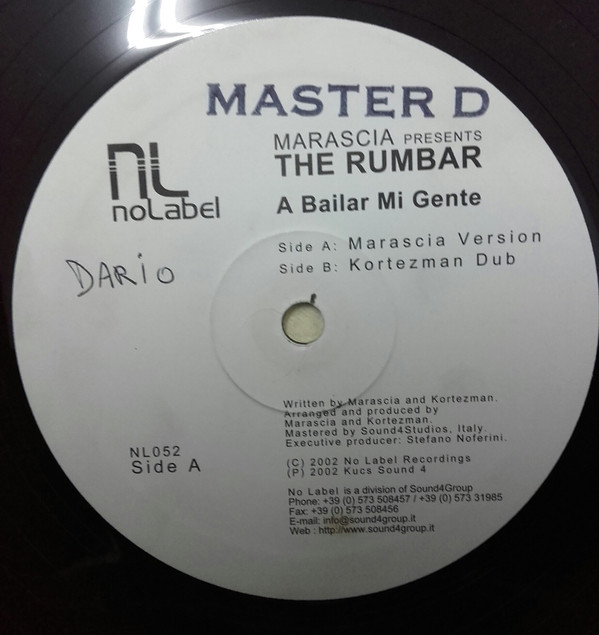 MASTER D
MARASCIA PRESENTS
THE RUMBAR
NL
noLabel
A Bailar Mi Gente
Side A: Marascia Version
Side B: Kortezman Dub
DARiO
Written by Marascia and Kortezman.
Arranged and produced by
Marascia and Kortezman.
Mastered by Sound4Studios, Italy.
Executive producer: Stefano Noferini.
NL052
Side A
(C) 2002 No Label Recordings
(P) 2002 Kucs Sound 4
No Label is a division of Sound4Group
Phone: +39 (0) 573 508457 / +39 (0) 573 31985
Fax: +39 (0) 573 508456
E-mail: info@sound4group.it
Web : http://www.sound4group.it